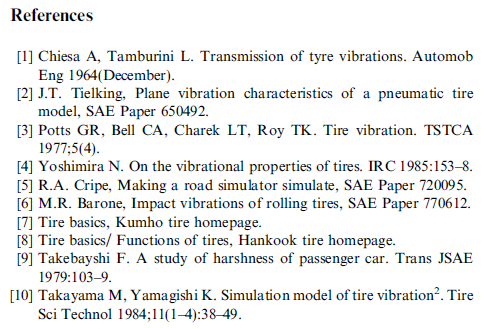 References
[1] Chiesa A, Tamburini L. Transmission of tyre vibrations. Automob
Eng 1964(December).
[2] J.T. Tielking, Plane vibration characteristics of a pneumatic tire
model, SAE Paper 650492.
[3] Potts GR, Bell CA, Charek LT, Roy TK. Tire vibration. TSTCA
1977;5(4).
[4] Yoshimira N. On the vibrational properties of tires. IRC 1985:153–8.
[5] R.A. Cripe, Making a road simulator simulate, SAE Paper 720095.
[6] M.R. Barone, Impact vibrations of rolling tires, SAE Paper 770612.
[7] Tire basics, Kumho tire homepage.
[8] Tire basics/ Functions of tires, Hankook tire homepage.
[9] Takebayshi F. A study of harshness of passenger car. Trans JSAE
1979:103–9.
[10] Takayama M, Yamagishi K. Simulation model of tire vibration². Tire
Sci Technol 1984;11(1–4):38–49.